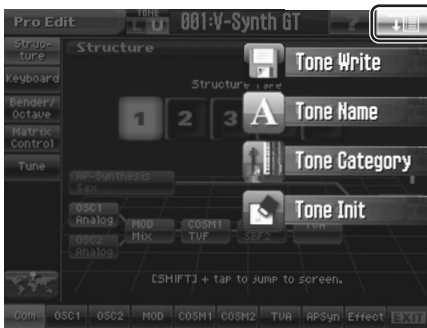 Pro Edit TONE L U 001:V-Synth GT ?
Struc-
ture
Structure
Tone Write
Keyboard
Structure Type
Bender/
Octave
1 2 3
Tone Name
Matrix
Control
Tune
Tone Category
AP-Synthesis
Sax
Tone Init
OSC1
Analog
MOD
Mix
COSM1
TVF
SBF2
TVA
OSC2
Analog
[SHIFT] + tap to jump to screen.
Com OSC1 OSC2 MOD COSM1 COSM2 TVA APSyn Effect EXIT